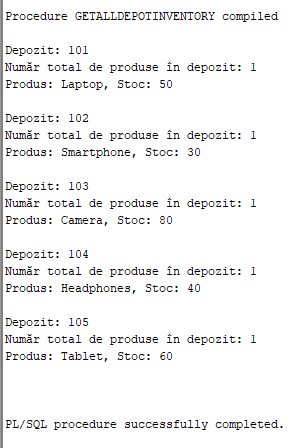 Procedure GETALLDEPOTINVENTORY compiled
Depozit: 101
Număr total de produse în depozit: 1
Produs: Laptop, Stoc: 50
Depozit: 102
Număr total de produse în depozit: 1
Produs: Smartphone, Stoc: 30
Depozit: 103
Număr total de produse în depozit: 1
Produs: Camera, Stoc: 80
Depozit: 104
Număr total de produse în depozit: 1
Produs: Headphones, Stoc: 40
Depozit: 105
Număr total de produse în depozit: 1
Produs: Tablet, Stoc: 60
PL/SQL procedure successfully completed.